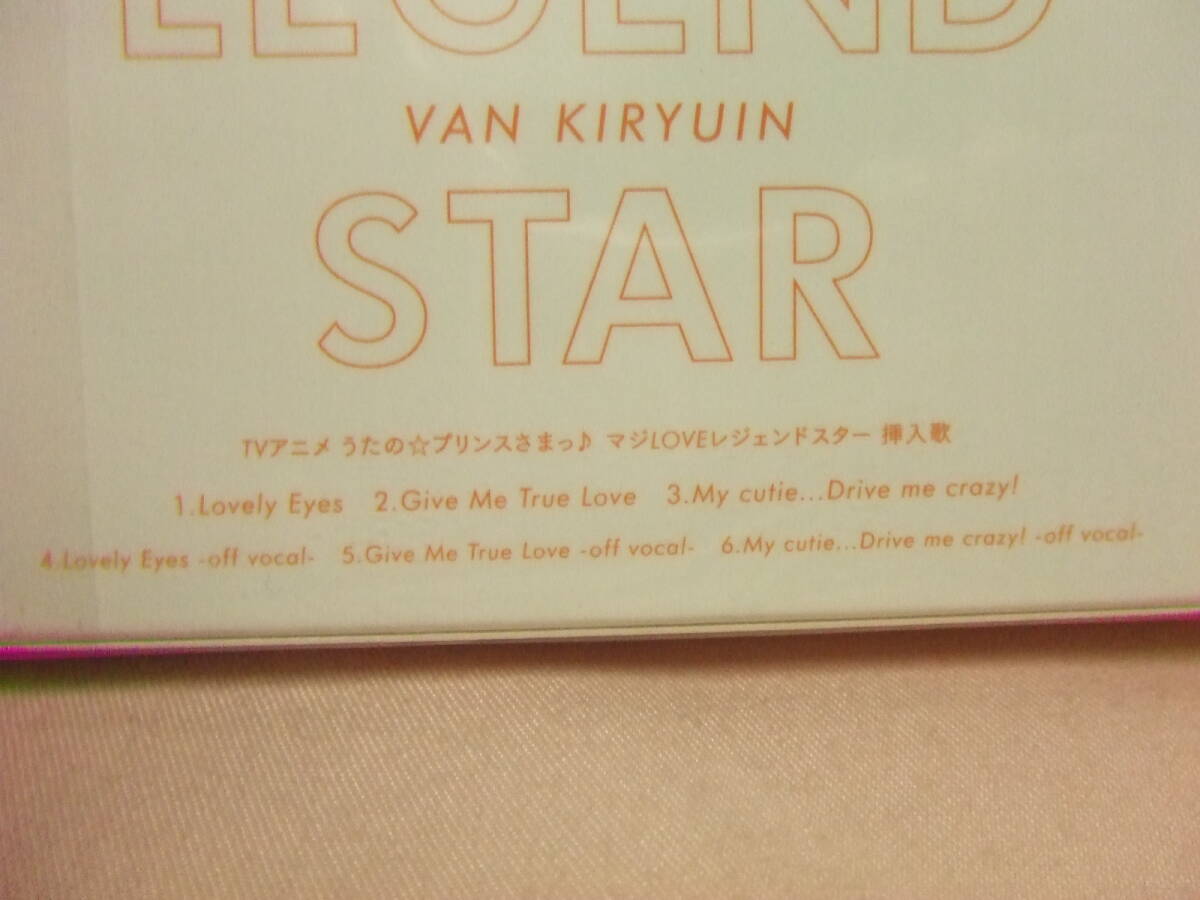 LEGEND
VAN KIRYUIN
STAR
TVアニメ うたの☆プリンスさまっ♪ マジLOVEレジェンドスター 挿入歌
1.Lovely Eyes 2.Give Me True Love 3.My cutie...Drive me crazy!
4.Lovely Eyes -off vocal- 5.Give Me True Love -off vocal- 6.My cutie...Drive me crazy! -off vocal-